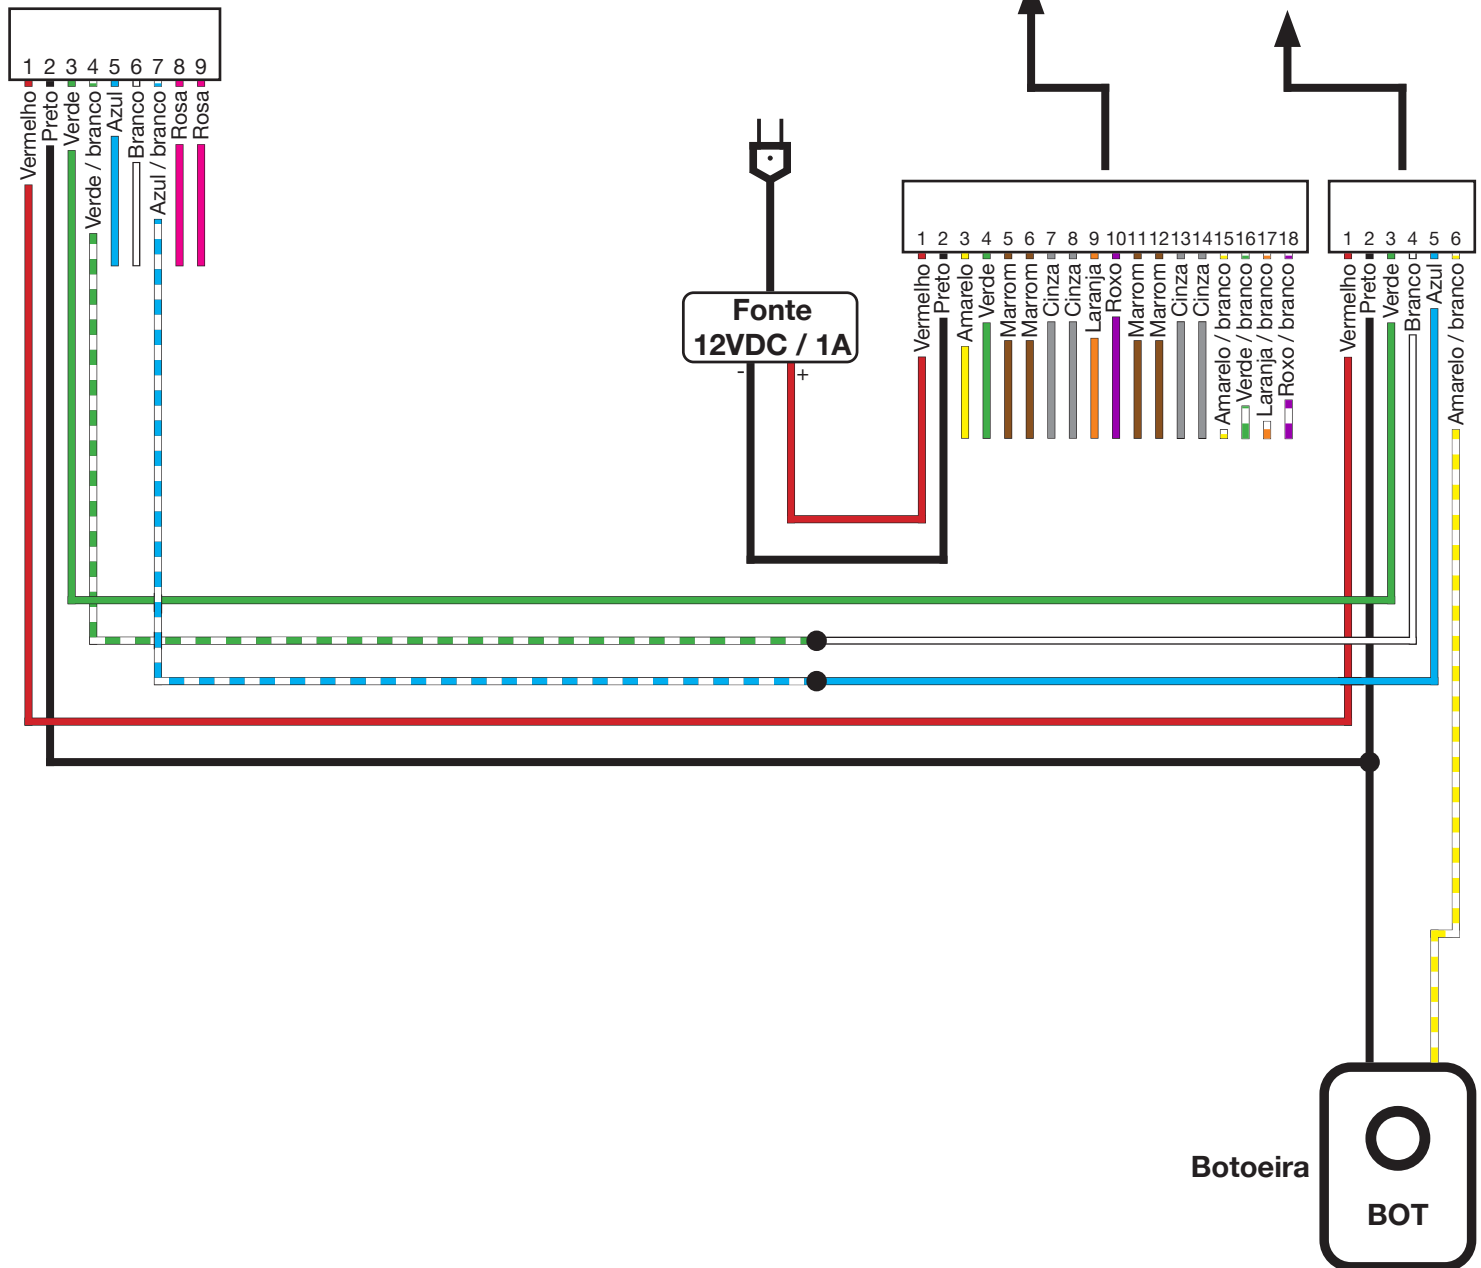 1 2 3 4 5 6 7 8 9
Vermelho
Preto
Verde
Verde / branco
Azul
Branco
Azul / branco
Rosa
Rosa
Fonte
12VDC / 1A
- +
1 2 3 4 5 6 7 8 9 10 11 12 13 14 15 16 17 18
Vermelho
Preto
Amarelo
Verde
Marrom
Marrom
Cinza
Cinza
Laranja
Roxo
Marrom
Marrom
Cinza
Cinza
Amarelo / branco
Verde / branco
Laranja / branco
Roxo / branco
1 2 3 4 5 6
Vermelho
Preto
Verde
Branco
Azul
Amarelo / branco
Botoeira
BOT